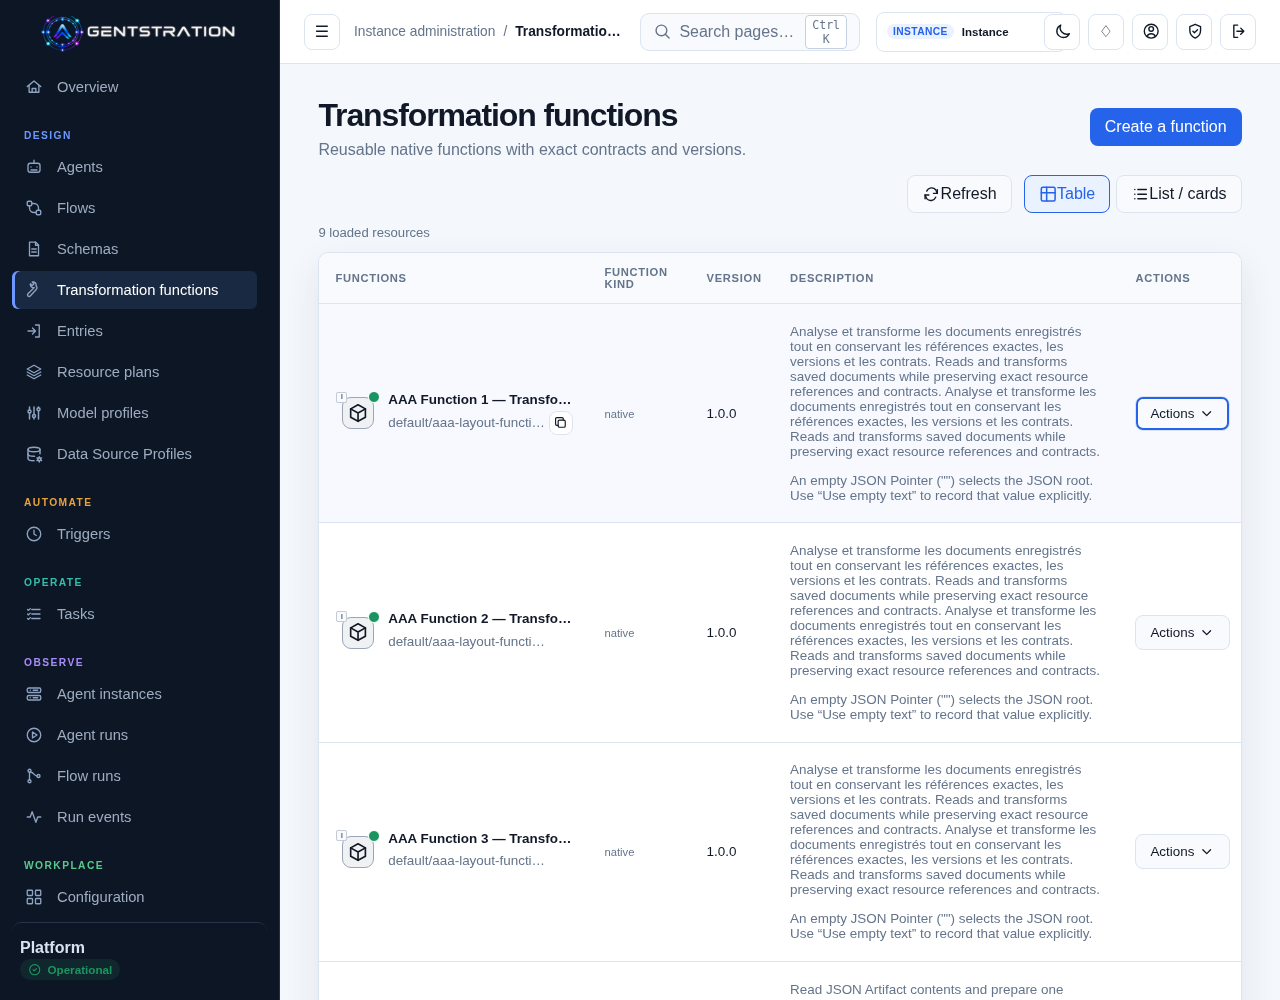 GENTSTRATION
Overview
DESIGN
Agents
Flows
Schemas
Transformation functions
Entries
Resource plans
Model profiles
Data Source Profiles
AUTOMATE
Triggers
OPERATE
Tasks
OBSERVE
Agent instances
Agent runs
Flow runs
Run events
WORKPLACE
Configuration
Platform
Operational
Instance administration / Transformatio…
Search pages…
Ctrl
K
INSTANCE Instance
Transformation functions
Reusable native functions with exact contracts and versions.
Create a function
Refresh
Table
List / cards
9 loaded resources
FUNCTIONS
FUNCTION
KIND
VERSION
DESCRIPTION
ACTIONS
AAA Function 1 — Transfo…
default/aaa-layout-functi…
native
1.0.0
Analyse et transforme les documents enregistrés
tout en conservant les références exactes, les
versions et les contrats. Reads and transforms
saved documents while preserving exact resource
references and contracts. Analyse et transforme les
documents enregistrés tout en conservant les
références exactes, les versions et les contrats.
Reads and transforms saved documents while
preserving exact resource references and contracts.
An empty JSON Pointer ("") selects the JSON root.
Use “Use empty text” to record that value explicitly.
Actions
AAA Function 2 — Transfo…
default/aaa-layout-functi…
native
1.0.0
Analyse et transforme les documents enregistrés
tout en conservant les références exactes, les
versions et les contrats. Reads and transforms
saved documents while preserving exact resource
references and contracts. Analyse et transforme les
documents enregistrés tout en conservant les
références exactes, les versions et les contrats.
Reads and transforms saved documents while
preserving exact resource references and contracts.
An empty JSON Pointer ("") selects the JSON root.
Use “Use empty text” to record that value explicitly.
Actions
AAA Function 3 — Transfo…
default/aaa-layout-functi…
native
1.0.0
Analyse et transforme les documents enregistrés
tout en conservant les références exactes, les
versions et les contrats. Reads and transforms
saved documents while preserving exact resource
references and contracts. Analyse et transforme les
documents enregistrés tout en conservant les
références exactes, les versions et les contrats.
Reads and transforms saved documents while
preserving exact resource references and contracts.
An empty JSON Pointer ("") selects the JSON root.
Use “Use empty text” to record that value explicitly.
Actions
Read JSON Artifact contents and prepare one